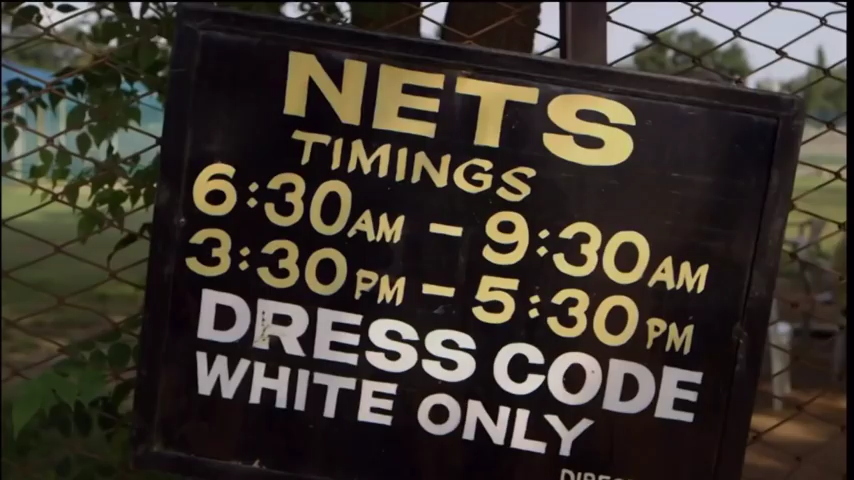 NETS
TIMINGS
6:30AM - 9:30AM
3:30PM - 5:30PM
DRESS CODE
WHITE ONLY